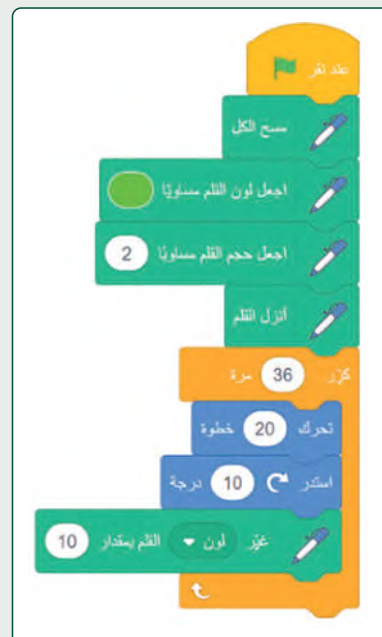 عند نقر
مسح الكل
اجعل لون القلم مساويًا
اجعل حجم القلم مساويًا 2
أنزل القلم
كرّر 36 مرة
تحرك 20 خطوة
استدر 10 درجة
غيّر لون القلم بمقدار 10